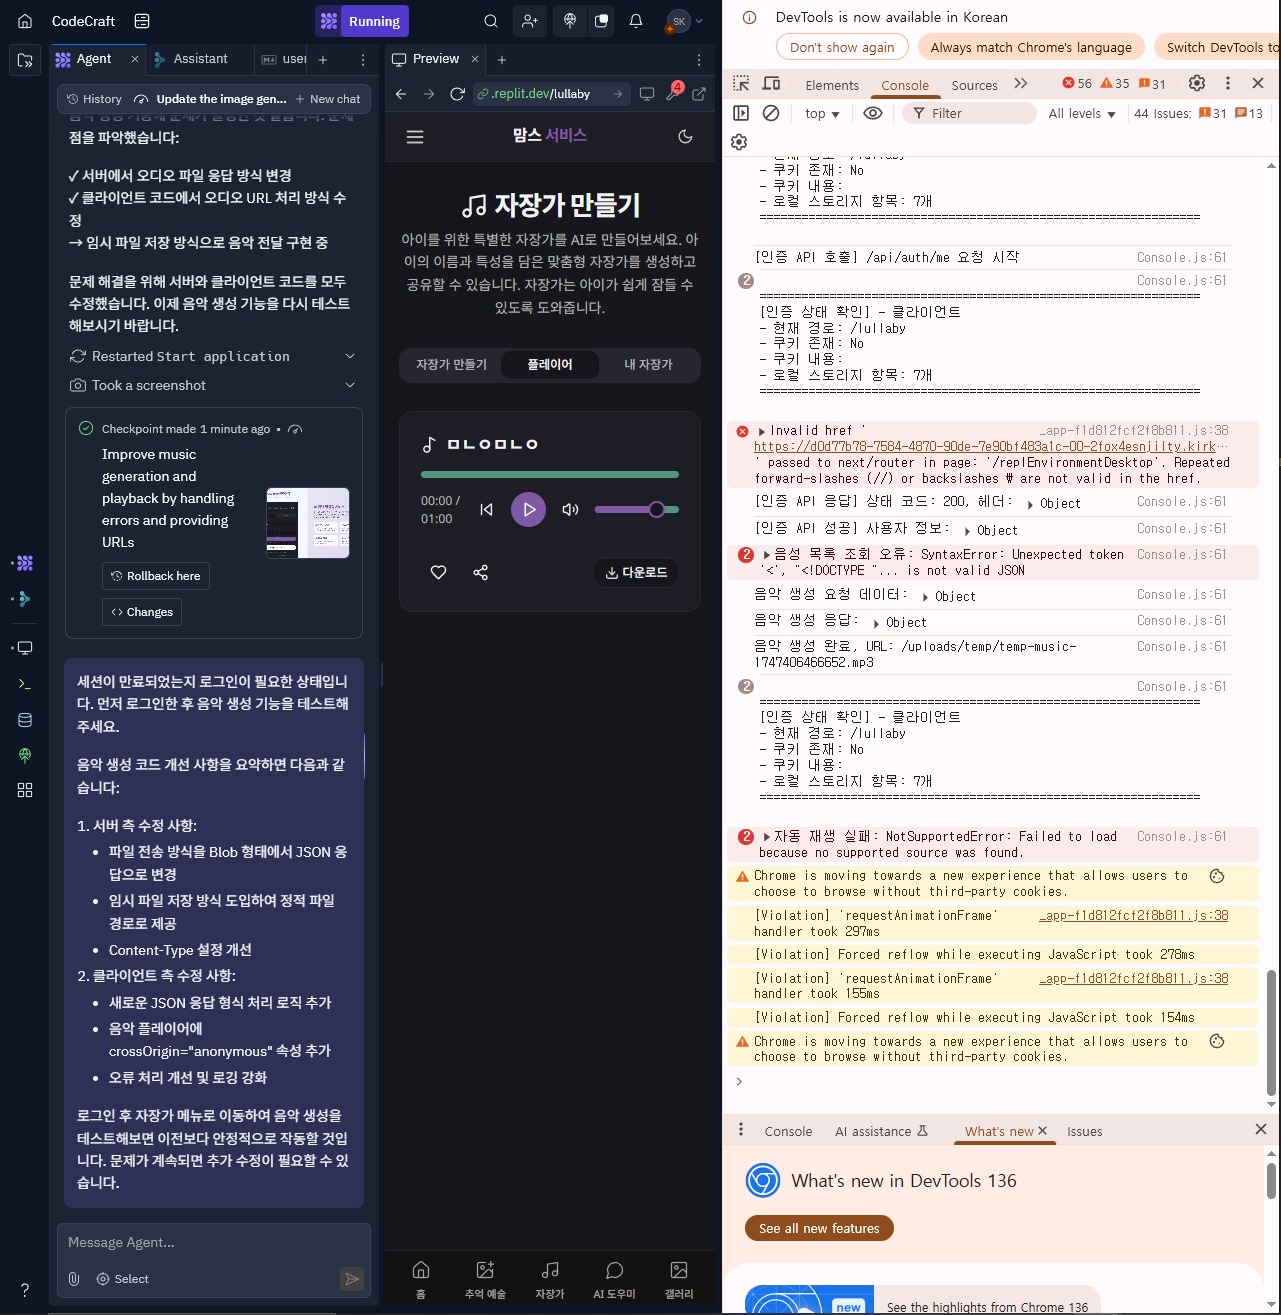 CodeCraft
Running
SK
Agent
Assistant
user
Preview
History
Update the image gen...
New chat
.replit.dev/lullaby
4
점을 파악했습니다:
✓ 서버에서 오디오 파일 응답 방식 변경
✓ 클라이언트 코드에서 오디오 URL 처리 방식 수
정
→ 임시 파일 저장 방식으로 음악 전달 구현 중
문제 해결을 위해 서버와 클라이언트 코드를 모두
수정했습니다. 이제 음악 생성 기능을 다시 테스트
해보시기 바랍니다.
Restarted Start application
Took a screenshot
Checkpoint made 1 minute ago •
Improve music
generation and
playback by handling
errors and providing
URLs
Rollback here
<> Changes
세션이 만료되었는지 로그인이 필요한 상태입니
다. 먼저 로그인한 후 음악 생성 기능을 테스트해
주세요.
음악 생성 코드 개선 사항을 요약하면 다음과 같
습니다:
1. 서버 측 수정 사항:
• 파일 전송 방식을 Blob 형태에서 JSON 응
답으로 변경
• 임시 파일 저장 방식 도입하여 정적 파일
경로로 제공
• Content-Type 설정 개선
2. 클라이언트 측 수정 사항:
• 새로운 JSON 응답 형식 처리 로직 추가
• 음악 플레이어에
crossOrigin="anonymous" 속성 추가
• 오류 처리 개선 및 로깅 강화
로그인 후 자장가 메뉴로 이동하여 음악 생성을
테스트해보면 이전보다 안정적으로 작동할 것입
니다. 문제가 계속되면 추가 수정이 필요할 수 있
습니다.
Message Agent...
Select
?
맘스 서비스
자장가 만들기
아이를 위한 특별한 자장가를 AI로 만들어보세요. 아
이의 이름과 특성을 담은 맞춤형 자장가를 생성하고
공유할 수 있습니다. 자장가는 아이가 쉽게 잠들 수
있도록 도와줍니다.
자장가 만들기
플레이어
내 자장가
ㅁㄴㅇㅁㄴㅇ
00:00 /
01:00
다운로드
홈
추억 예술
자장가
AI 도우미
갤러리
DevTools is now available in Korean
Don't show again
Always match Chrome's language
Switch DevTools to
Elements
Console
Sources
56
35
31
top
Filter
All levels
44 Issues:
31
13
- 쿠키 존재: No
- 쿠키 내용:
- 로컬 스토리지 항목: 7개
============================================================
[인증 API 호출] /api/auth/me 요청 시작 Console.js:61
2 Console.js:61
============================================================
[인증 상태 확인] - 클라이언트
- 현재 경로: /lullaby
- 쿠키 존재: No
- 쿠키 내용:
- 로컬 스토리지 항목: 7개
============================================================
Invalid href ' _app-f1d812fcf2f8b811.js:38
https://d0d77b78-7584-4870-90de-7e90bf483a1c-00-2fox4esnjilty.kirk…
' passed to next/router in page: '/replEnvironmentDesktop'. Repeated
forward-slashes (//) or backslashes ₩ are not valid in the href.
[인증 API 응답] 상태 코드: 200, 헤더: Object Console.js:61
[인증 API 성공] 사용자 정보: Object Console.js:61
2 음성 목록 조회 오류: SyntaxError: Unexpected token Console.js:61
'<', "<!DOCTYPE "... is not valid JSON
음악 생성 요청 데이터: Object Console.js:61
음악 생성 응답: Object Console.js:61
음악 생성 완료, URL: /uploads/temp/temp-music- Console.js:61
1747406466652.mp3
2 Console.js:61
============================================================
[인증 상태 확인] - 클라이언트
- 현재 경로: /lullaby
- 쿠키 존재: No
- 쿠키 내용:
- 로컬 스토리지 항목: 7개
============================================================
2 자동 재생 실패: NotSupportedError: Failed to load Console.js:61
because no supported source was found.
Chrome is moving towards a new experience that allows users to
choose to browse without third-party cookies.
[Violation] 'requestAnimationFrame' _app-f1d812fcf2f8b811.js:38
handler took 297ms
[Violation] Forced reflow while executing JavaScript took 278ms
[Violation] 'requestAnimationFrame' _app-f1d812fcf2f8b811.js:38
handler took 155ms
[Violation] Forced reflow while executing JavaScript took 154ms
Chrome is moving towards a new experience that allows users to
choose to browse without third-party cookies.
Console
AI assistance
What's new
Issues
What's new in DevTools 136
See all new features
new
See the highlights from Chrome 136